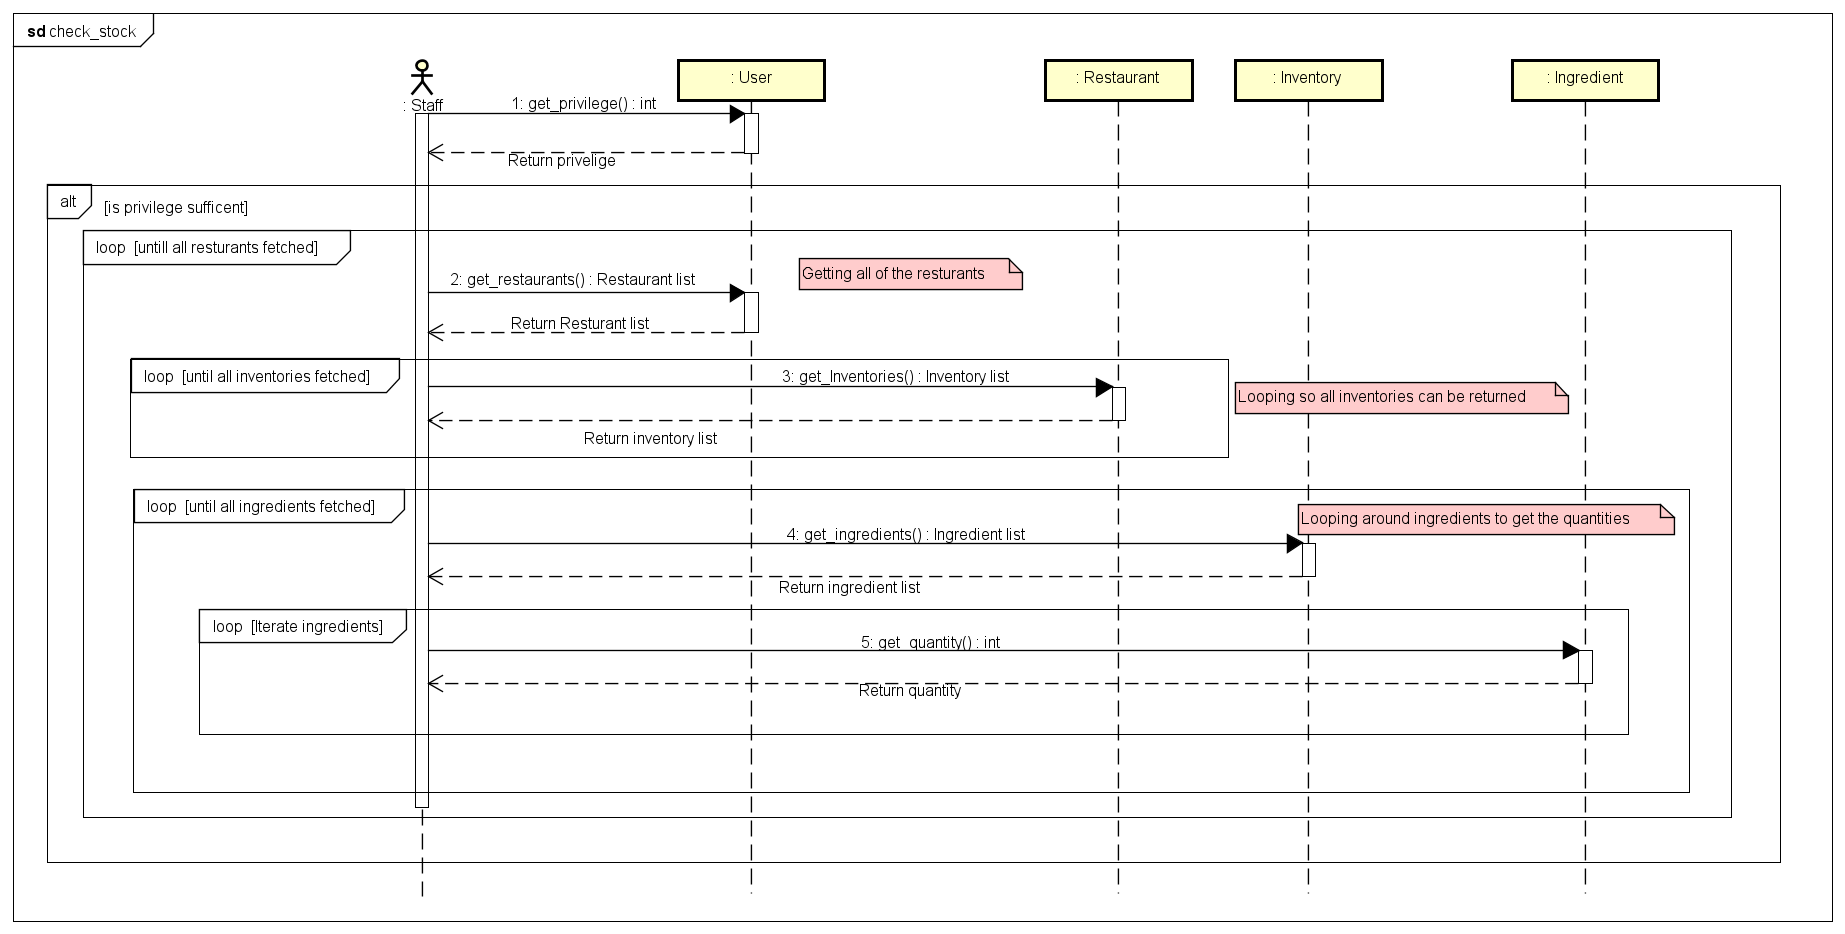 sd check_stock
: Staff
: User
: Restaurant
: Inventory
: Ingredient
1: get_privilege() : int
Return privelige
alt
[is privilege sufficent]
loop [untill all resturants fetched]
Getting all of the resturants
2: get_restaurants() : Restaurant list
Return Resturant list
loop [until all inventories fetched]
3: get_Inventories() : Inventory list
Looping so all inventories can be returned
Return inventory list
loop [until all ingredients fetched]
Looping around ingredients to get the quantities
4: get_ingredients() : Ingredient list
Return ingredient list
loop [Iterate ingredients]
5: get_quantity() : int
Return quantity